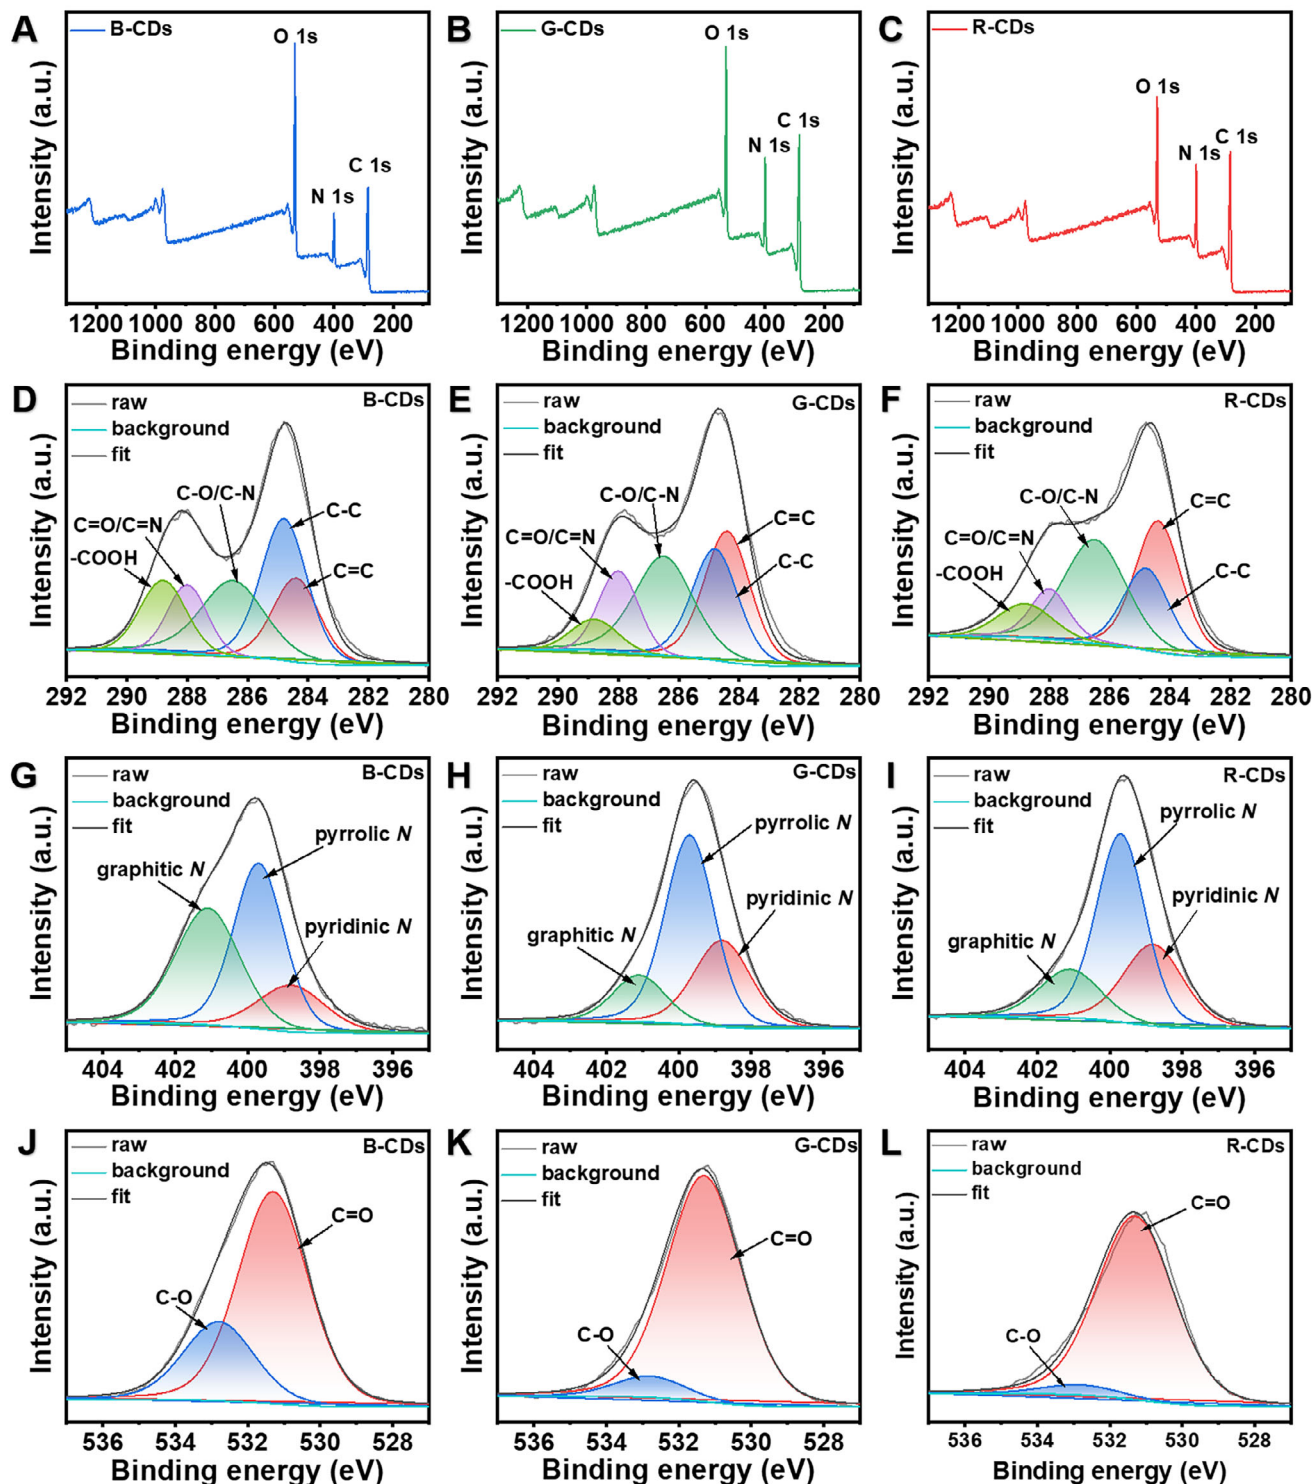 A
B-CDs
O 1s
N 1s
C 1s
Intensity (a.u.)
1200 1000 800 600 400 200
Binding energy (eV)
B
G-CDs
O 1s
N 1s
C 1s
Intensity (a.u.)
1200 1000 800 600 400 200
Binding energy (eV)
C
R-CDs
O 1s
N 1s
C 1s
Intensity (a.u.)
1200 1000 800 600 400 200
Binding energy (eV)
D
raw
background
fit
B-CDs
C-O/C-N
C=O/C=N
-COOH
C-C
C=C
Intensity (a.u.)
292 290 288 286 284 282 280
Binding energy (eV)
E
raw
background
fit
G-CDs
C-O/C-N
C=O/C=N
-COOH
C=C
C-C
Intensity (a.u.)
292 290 288 286 284 282 280
Binding energy (eV)
F
raw
background
fit
R-CDs
C-O/C-N
C=O/C=N
-COOH
C=C
C-C
Intensity (a.u.)
292 290 288 286 284 282 280
Binding energy (eV)
G
raw
background
fit
B-CDs
pyrrolic N
graphitic N
pyridinic N
Intensity (a.u.)
404 402 400 398 396
Binding energy (eV)
H
raw
background
fit
G-CDs
pyrrolic N
pyridinic N
graphitic N
Intensity (a.u.)
404 402 400 398 396
Binding energy (eV)
I
raw
background
fit
R-CDs
pyrrolic N
pyridinic N
graphitic N
Intensity (a.u.)
404 402 400 398 396
Binding energy (eV)
J
raw
background
fit
B-CDs
C=O
C-O
Intensity (a.u.)
536 534 532 530 528
Binding energy (eV)
K
raw
background
fit
G-CDs
C=O
C-O
Intensity (a.u.)
536 534 532 530 528
Binding energy (eV)
L
raw
background
fit
R-CDs
C=O
C-O
Intensity (a.u.)
536 534 532 530 528
Binding energy (eV)